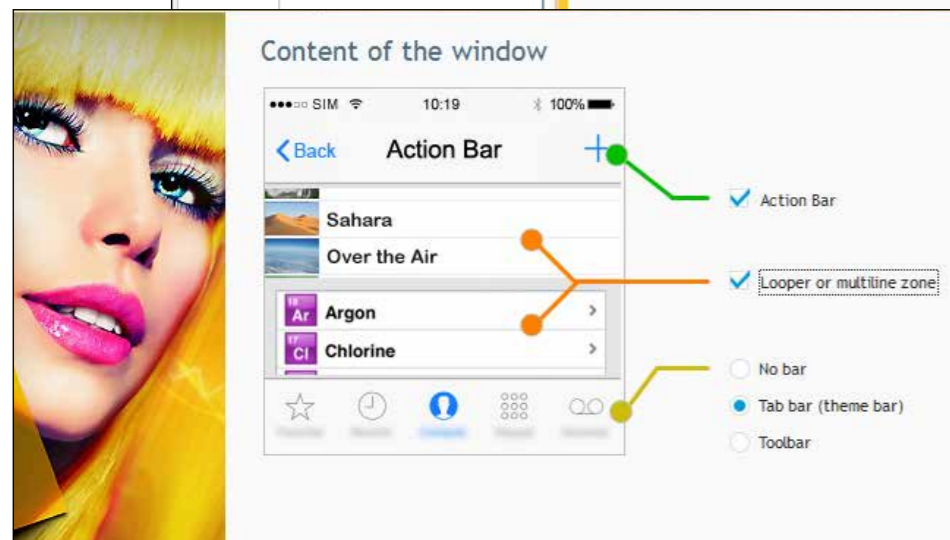 Content of the window
SIM 10:19 100%
Back Action Bar
Action Bar
Sahara
Over the Air
Looper or multiline zone
18
Ar Argon
17
Cl Chlorine
No bar
Tab bar (theme bar)
Toolbar